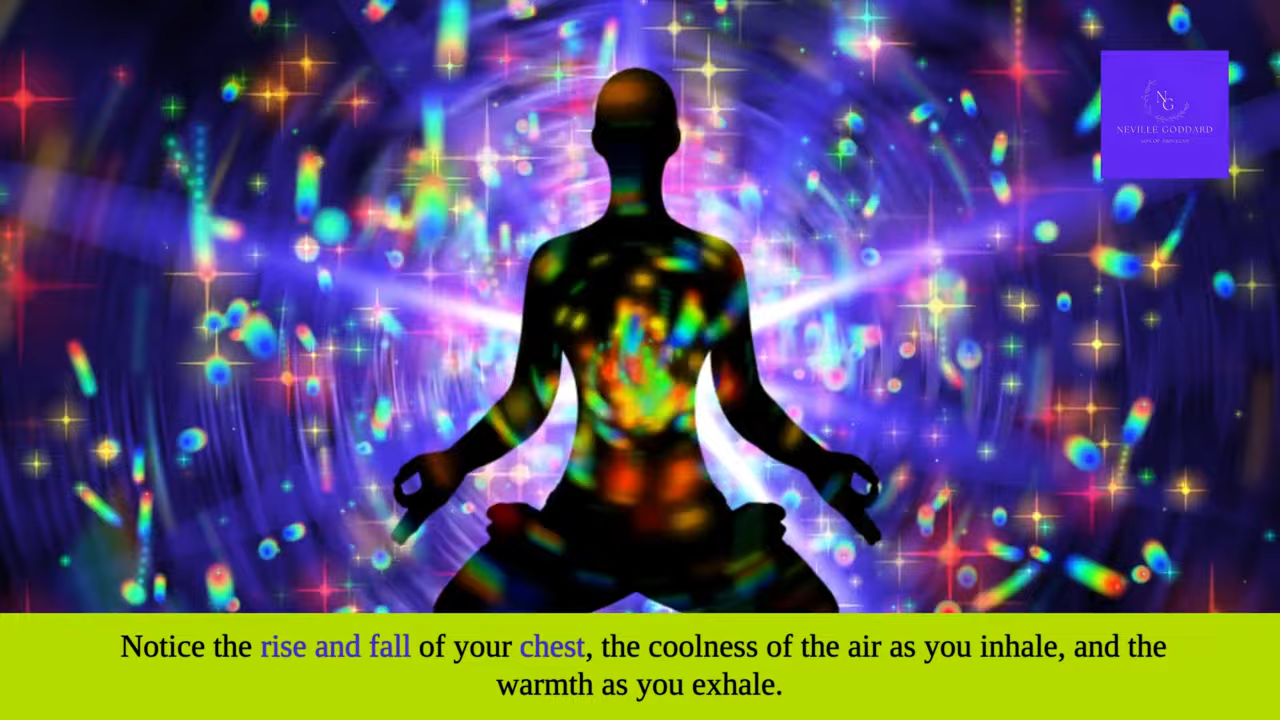 NG
NEVILLE GODDARD
Notice the rise and fall of your chest, the coolness of the air as you inhale, and the
warmth as you exhale.